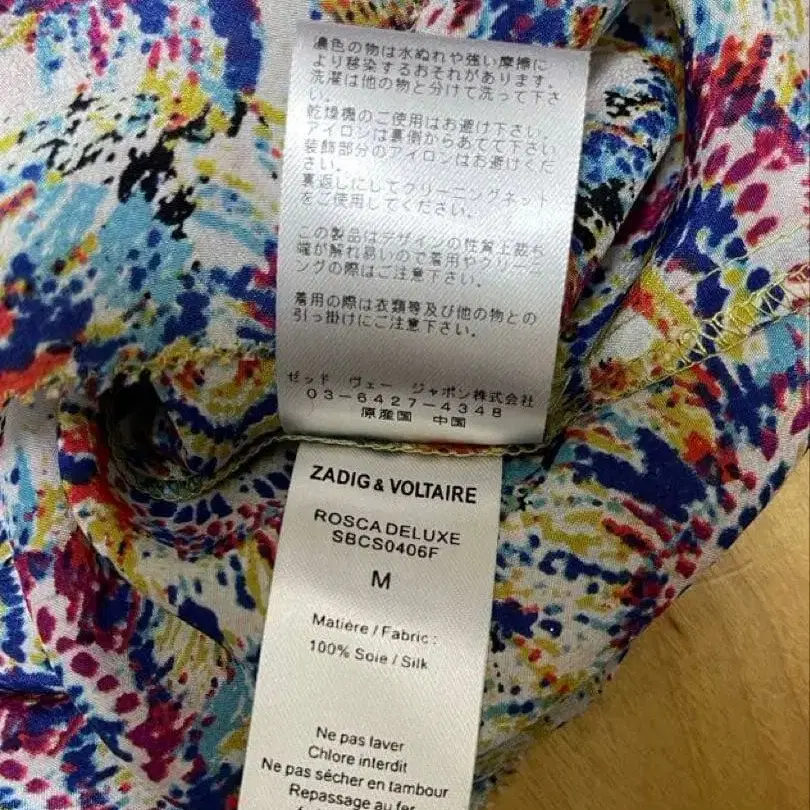 濃色の物は水ぬれや強い摩擦に
より移染するおそれがあります。
洗濯は他の物と分けて洗って下さ
い。
乾燥機のご使用はお避け下さい。
アイロンは裏側からあてて下さい
装飾部分のアイロンはお避けくだ
さい。
裏返しにしてクリーニングネット
をご使用してください。
この製品はデザインの性質上裁ち
端が解れ易いので着用やクリーニ
ングの際はご注意下さい。
着用の際は衣類等及び他の物との
引っ掛けにご注意下さい。
ゼッド ヴェー ジャポン株式会社
03-6427-4348
原産国 中国
ZADIG & VOLTAIRE
ROSCA DELUXE
SBCS0406F
M
Matière / Fabric :
100% Soie / Silk
Ne pas laver
Chlore interdit
Ne pas sécher en tambour
Repassage au fer